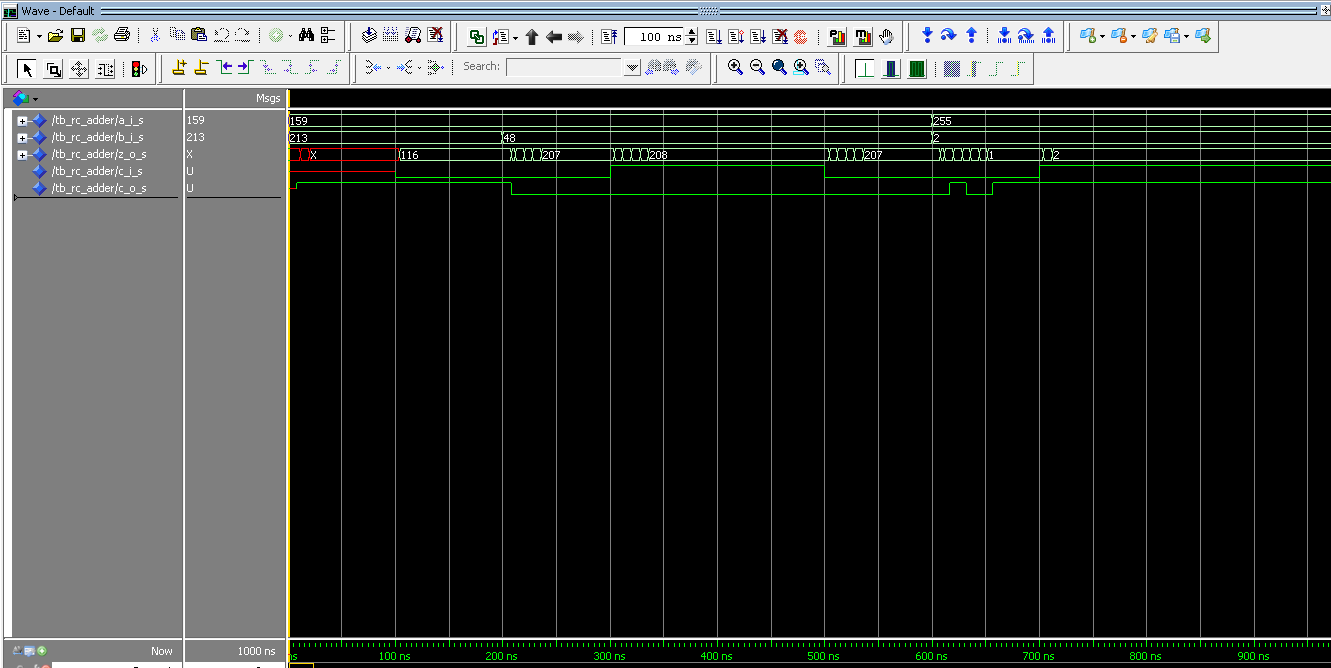 Wave - Default
100 ns
Search:
Msgs
/tb_rc_adder/a_i_s 159 159 255
/tb_rc_adder/b_i_s 213 213 48 2
/tb_rc_adder/z_o_s X X 116 207 208 207 1 2
/tb_rc_adder/c_i_s U
/tb_rc_adder/c_o_s U
Now 1000 ns ns 100 ns 200 ns 300 ns 400 ns 500 ns 600 ns 700 ns 800 ns 900 ns